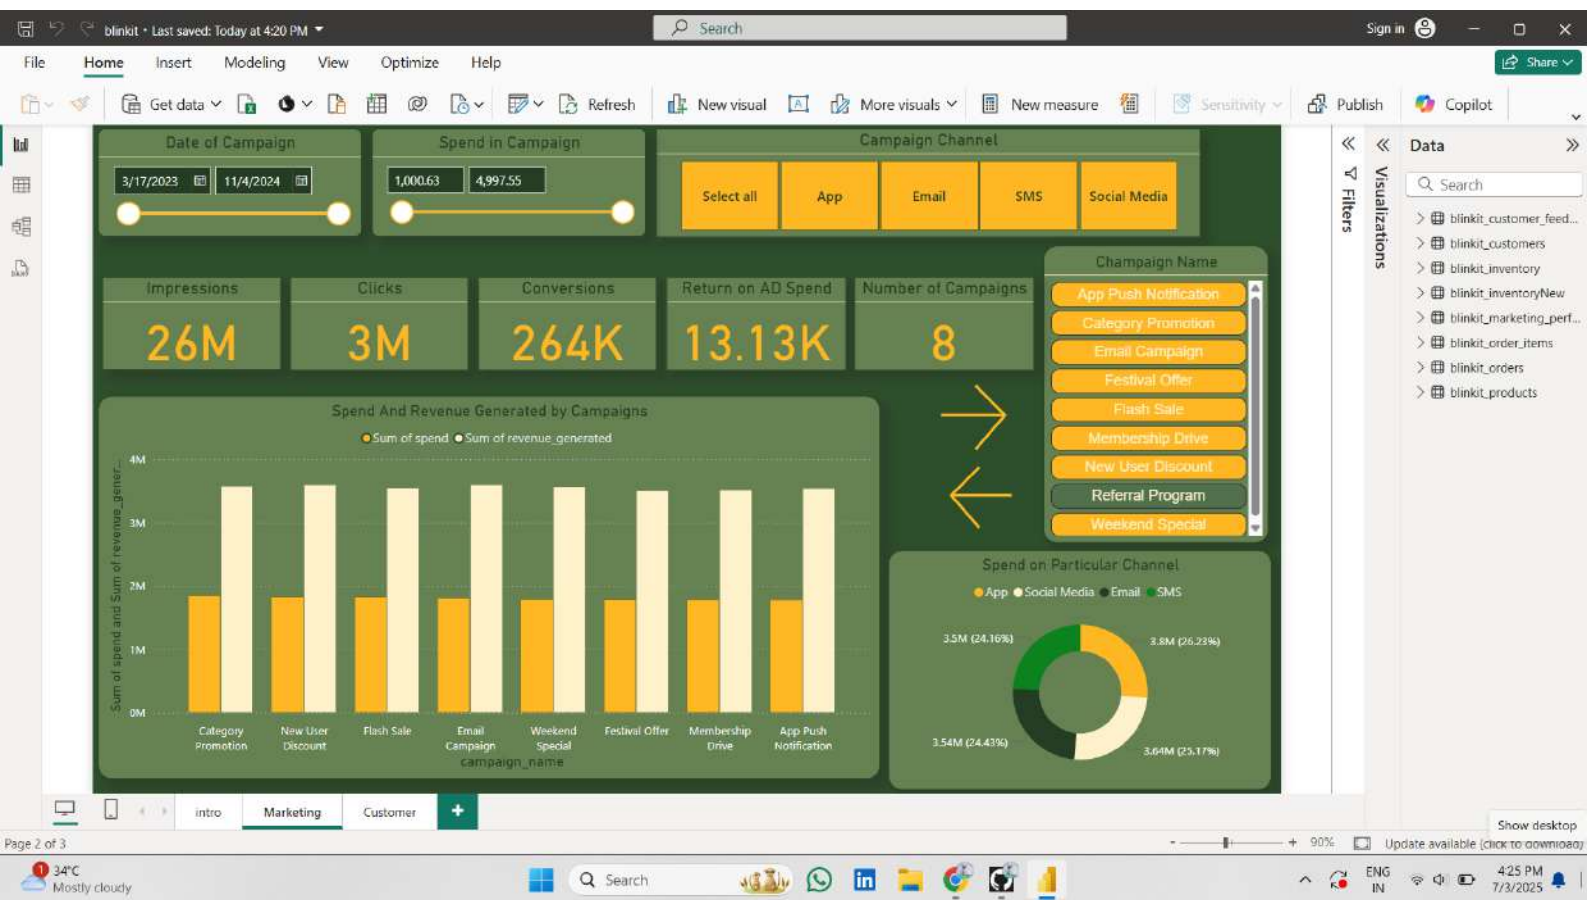 blinkit • Last saved: Today at 4:20 PM
Search
Sign in
File Home Insert Modeling View Optimize Help
Share
Get data
Refresh
New visual
More visuals
New measure
Sensitivity
Publish
Copilot
Date of Campaign
3/17/2023 11/4/2024
Spend in Campaign
1,000.63 4,997.55
Campaign Channel
Select all App Email SMS Social Media
Impressions
26M
Clicks
3M
Conversions
264K
Return on AD Spend
13.13K
Number of Campaigns
8
Champaign Name
App Push Notification
Category Promotion
Email Campaign
Festival Offer
Flash Sale
Membership Drive
New User Discount
Referral Program
Weekend Special
Spend And Revenue Generated by Campaigns
Sum of spend Sum of revenue_generated
Sum of spend and Sum of revenue_gener...
4M
3M
2M
1M
0M
Category Promotion
New User Discount
Flash Sale
Email Campaign
Weekend Special
Festival Offer
Membership Drive
App Push Notification
campaign_name
Spend on Particular Channel
App Social Media Email SMS
3.5M (24.16%)
3.8M (26.23%)
3.54M (24.43%)
3.64M (25.17%)
Filters
Visualizations
Data
Search
blinkit_customer_feed...
blinkit_customers
blinkit_inventory
blinkit_inventoryNew
blinkit_marketing_perf...
blinkit_order_items
blinkit_orders
blinkit_products
intro Marketing Customer +
Show desktop
Page 2 of 3
- + 90%
Update available (click to download)
1
34°C
Mostly cloudy
Search
in
ENG
IN
4:25 PM
7/3/2025